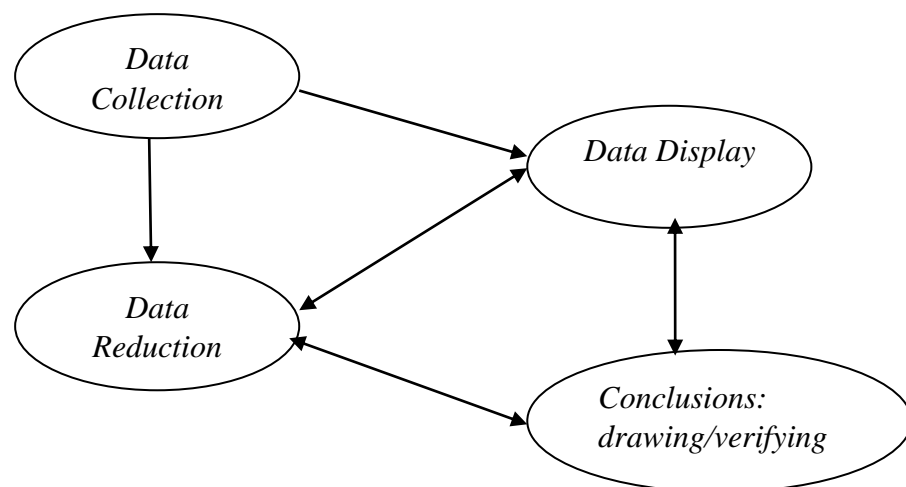 Data
Collection
Data Display
Data
Reduction
Conclusions:
drawing/verifying